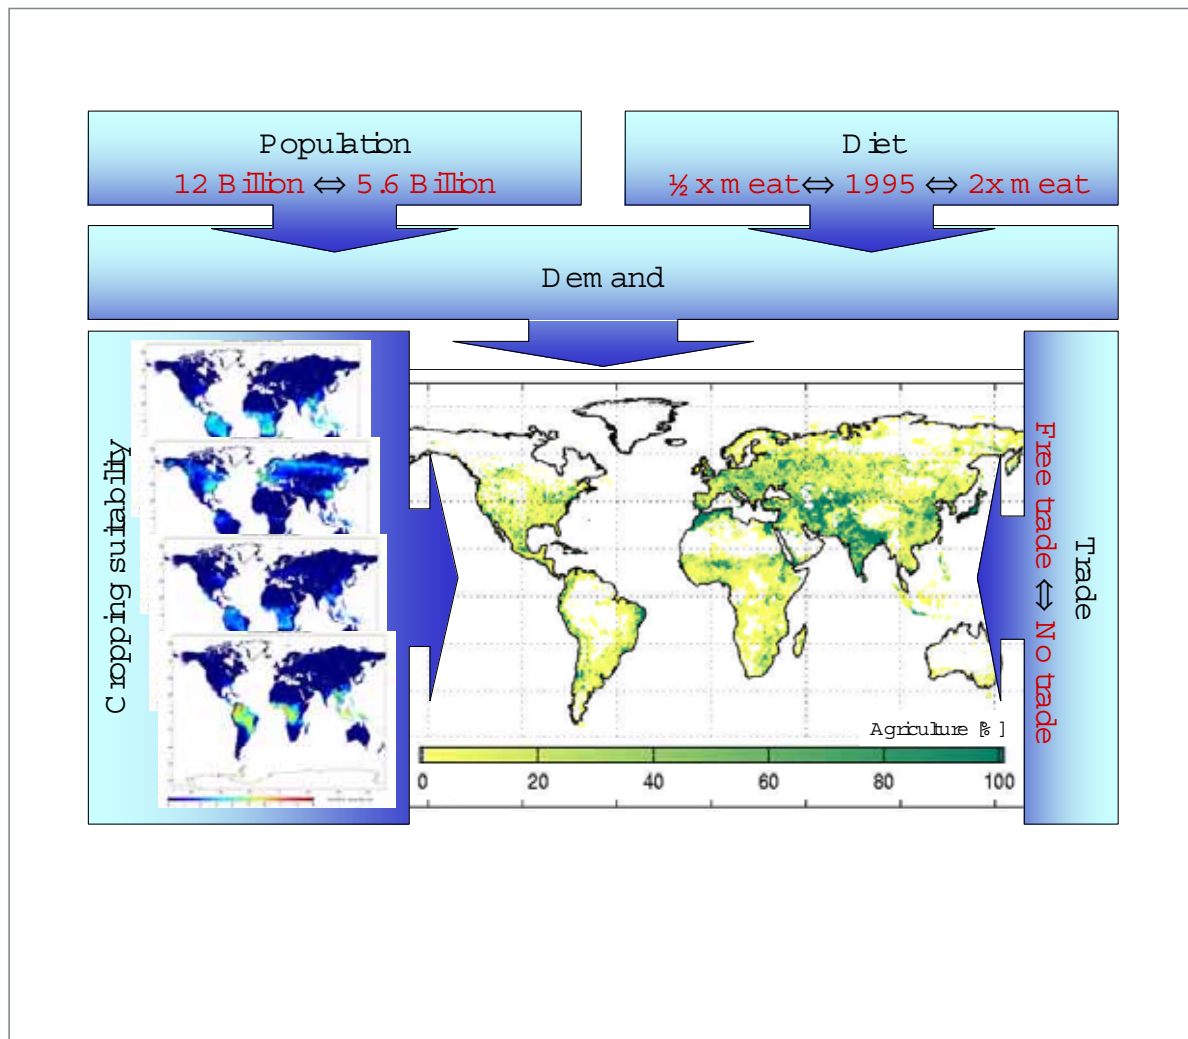 Population
12 Billion ⇔ 5.6 Billion
Diet
½ x meat ⇔ 1995 ⇔ 2x meat
Demand
Cropping suitability
Free trade ⇔ No trade
Trade
Agriculture [%]
0 20 40 60 80 100